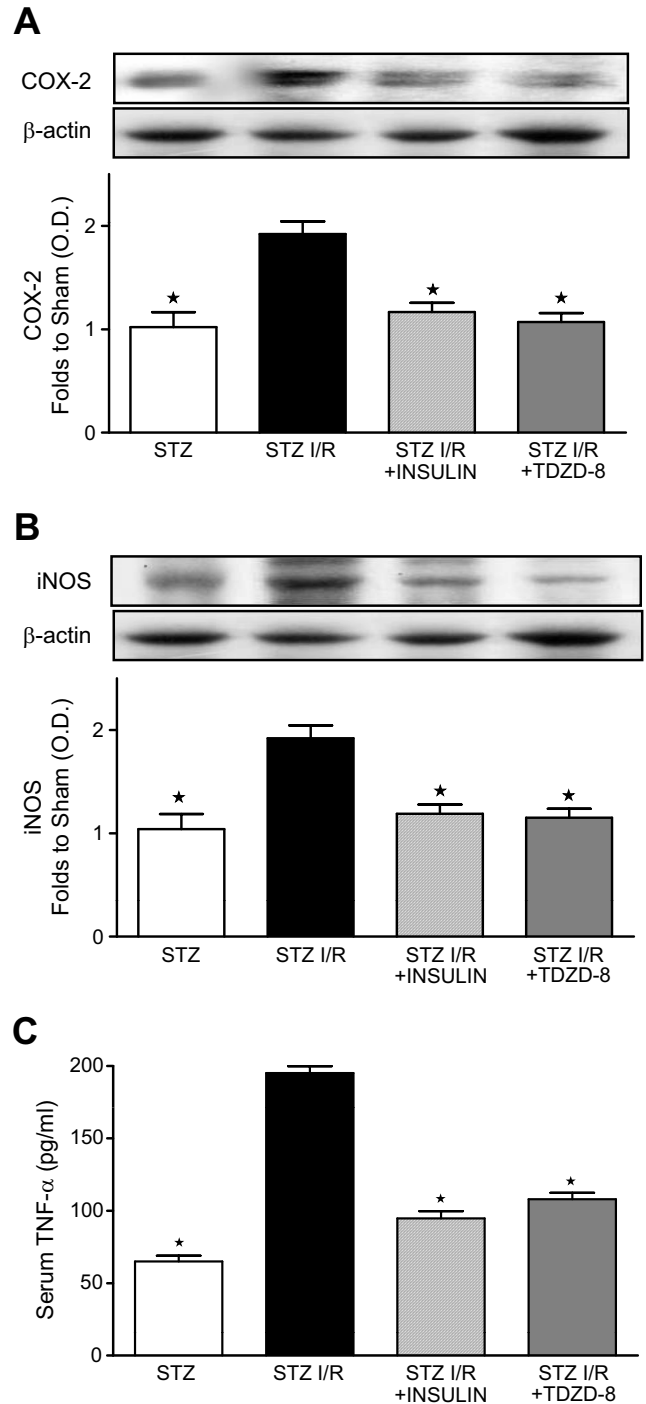 A
COX-2
β-actin
COX-2
Folds to Sham (O.D.)
2
1
0
★
★
★
STZ
STZ I/R
STZ I/R
+INSULIN
STZ I/R
+TDZD-8
B
iNOS
β-actin
iNOS
Folds to Sham (O.D.)
2
1
0
★
★
★
STZ
STZ I/R
STZ I/R
+INSULIN
STZ I/R
+TDZD-8
C
Serum TNF-α (pg/ml)
200
150
100
50
0
★
★
★
STZ
STZ I/R
STZ I/R
+INSULIN
STZ I/R
+TDZD-8